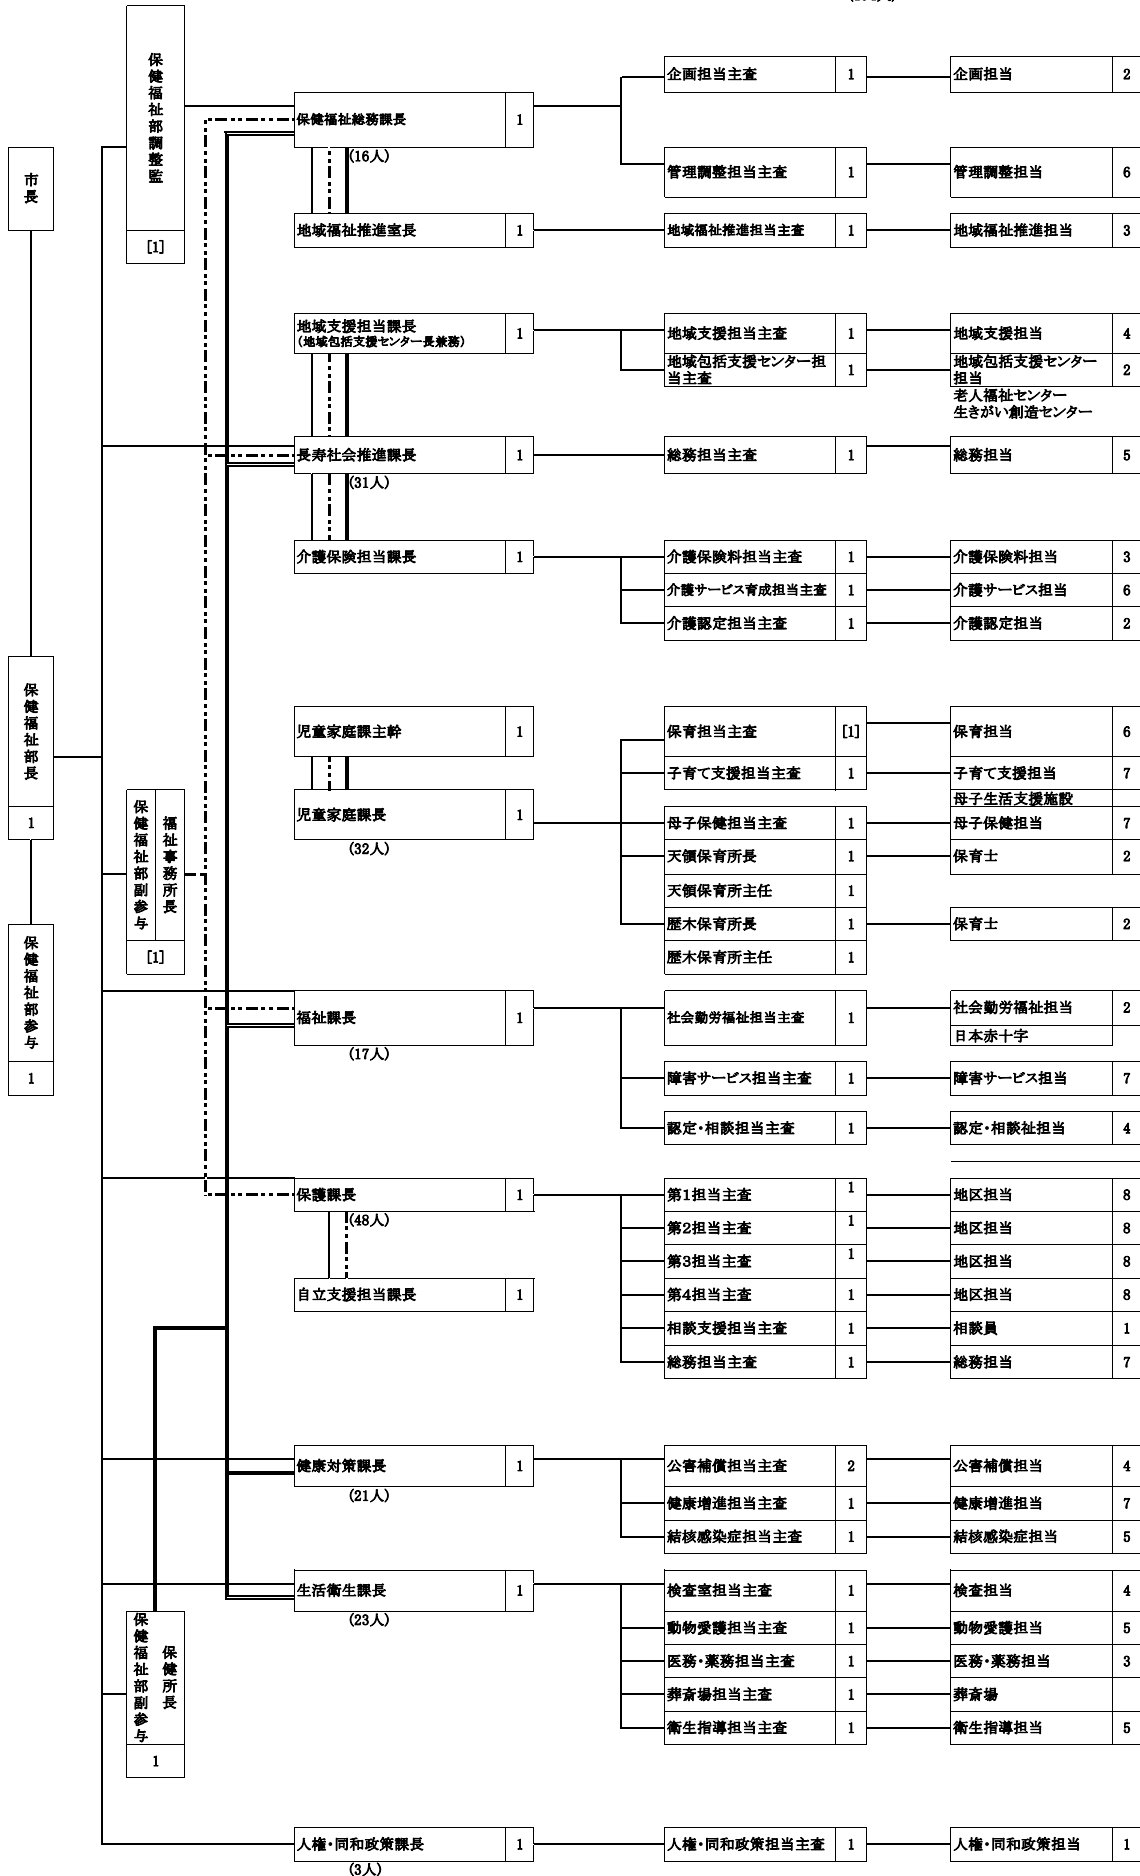 市長
保健福祉部長
1
保健福祉部参与
1
保健福祉部調整監
[1]
保健福祉部副参与
福祉事務所長
[1]
保健福祉部副参与
保健所長
1
保健福祉総務課長 1
(16人)
企画担当主査 1 企画担当 2
管理調整担当主査 1 管理調整担当 6
地域福祉推進室長 1 地域福祉推進担当主査 1 地域福祉推進担当 3
地域支援担当課長 1
(地域包括支援センター長兼務)
地域支援担当主査 1 地域支援担当 4
地域包括支援センター担
当主査 1
地域包括支援センター
担当 2
老人福祉センター
生きがい創造センター
長寿社会推進課長 1 総務担当主査 1 総務担当 5
(31人)
介護保険担当課長 1 介護保険料担当主査 1 介護保険料担当 3
介護サービス育成担当主査 1 介護サービス担当 6
介護認定担当主査 1 介護認定担当 2
児童家庭課主幹 1 保育担当主査 [1] 保育担当 6
子育て支援担当主査 1 子育て支援担当 7
母子生活支援施設
児童家庭課長 1 母子保健担当主査 1 母子保健担当 7
(32人)
天領保育所長 1 保育士 2
天領保育所主任 1
歴木保育所長 1 保育士 2
歴木保育所主任 1
福祉課長 1 社会勤労福祉担当主査 1 社会勤労福祉担当 2
日本赤十字
(17人)
障害サービス担当主査 1 障害サービス担当 7
認定・相談担当主査 1 認定・相談祉担当 4
保護課長 1 第1担当主査 1 地区担当 8
(48人)
第2担当主査 1 地区担当 8
第3担当主査 1 地区担当 8
自立支援担当課長 1 第4担当主査 1 地区担当 8
相談支援担当主査 1 相談員 1
総務担当主査 1 総務担当 7
健康対策課長 1 公害補償担当主査 2 公害補償担当 4
(21人)
健康増進担当主査 1 健康増進担当 7
結核感染症担当主査 1 結核感染症担当 5
生活衛生課長 1 検査室担当主査 1 検査担当 4
(23人)
動物愛護担当主査 1 動物愛護担当 5
医務・薬務担当主査 1 医務・薬務担当 3
葬斎場担当主査 1 葬斎場
衛生指導担当主査 1 衛生指導担当 5
人権・同和政策課長 1 人権・同和政策担当主査 1 人権・同和政策担当 1
(3人)